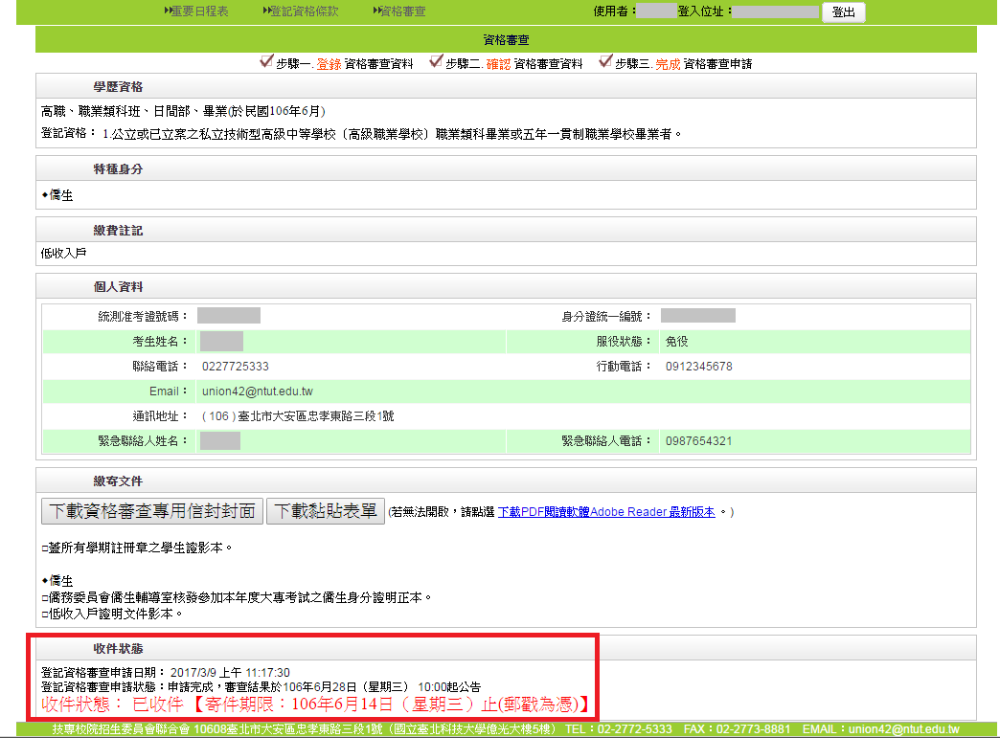 重要日程表 登記資格條款 資格審查 使用者： 登入位址： 登出
資格審查
步驟一. 登錄 資格審查資料 步驟二. 確認 資格審查資料 步驟三. 完成 資格審查申請
學歷資格
高職、職業類科班、日間部、畢業(於民國106年6月)
登記資格： 1.公立或已立案之私立技術型高級中等學校〔高級職業學校〕職業類科畢業或五年一貫制職業學校畢業者。
特種身分
◆僑生
繳費註記
低收入戶
個人資料
統測准考證號碼： 身分證統一編號：
考生姓名： 服役狀態： 免役
聯絡電話： 0227725333 行動電話： 0912345678
Email： union42@ntut.edu.tw
通訊地址： ( 106 ) 臺北市大安區忠孝東路三段1號
緊急聯絡人姓名： 緊急聯絡人電話： 0987654321
繳寄文件
下載資格審查專用信封封面 下載黏貼表單 (若無法開啟，請點選 下載PDF閱讀軟體Adobe Reader 最新版本 。)
□蓋所有學期註冊章之學生證影本。
◆僑生
□僑務委員會僑生輔導室核發參加本年度大專考試之僑生身分證明正本。
□低收入戶證明文件影本。
收件狀態
登記資格審查申請日期： 2017/3/9 上午 11:17:30
登記資格審查申請狀態：申請完成，審查結果於106年6月28日（星期三） 10:00起公告
收件狀態： 已收件 【寄件期限：106年6月14日（星期三）止(郵戳為憑)】
技專校院招生委員會聯合會 10608臺北市大安區忠孝東路三段1號（國立臺北科技大學億光大樓5樓） TEL：02-2772-5333 FAX：02-2773-8881 EMAIL：union42@ntut.edu.tw